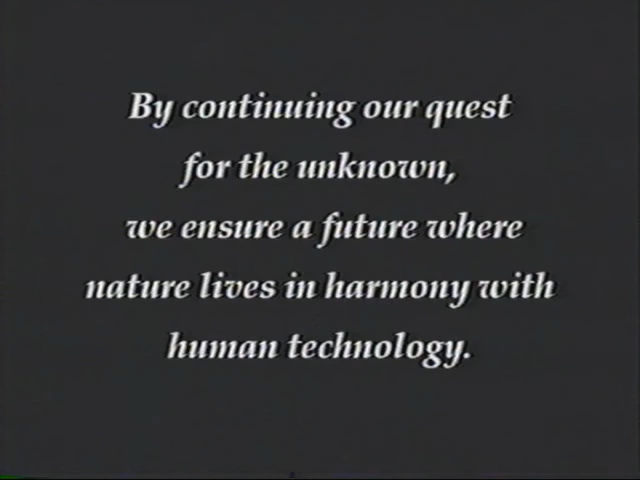 By continuing our quest
for the unknown,
we ensure a future where
nature lives in harmony with
human technology.